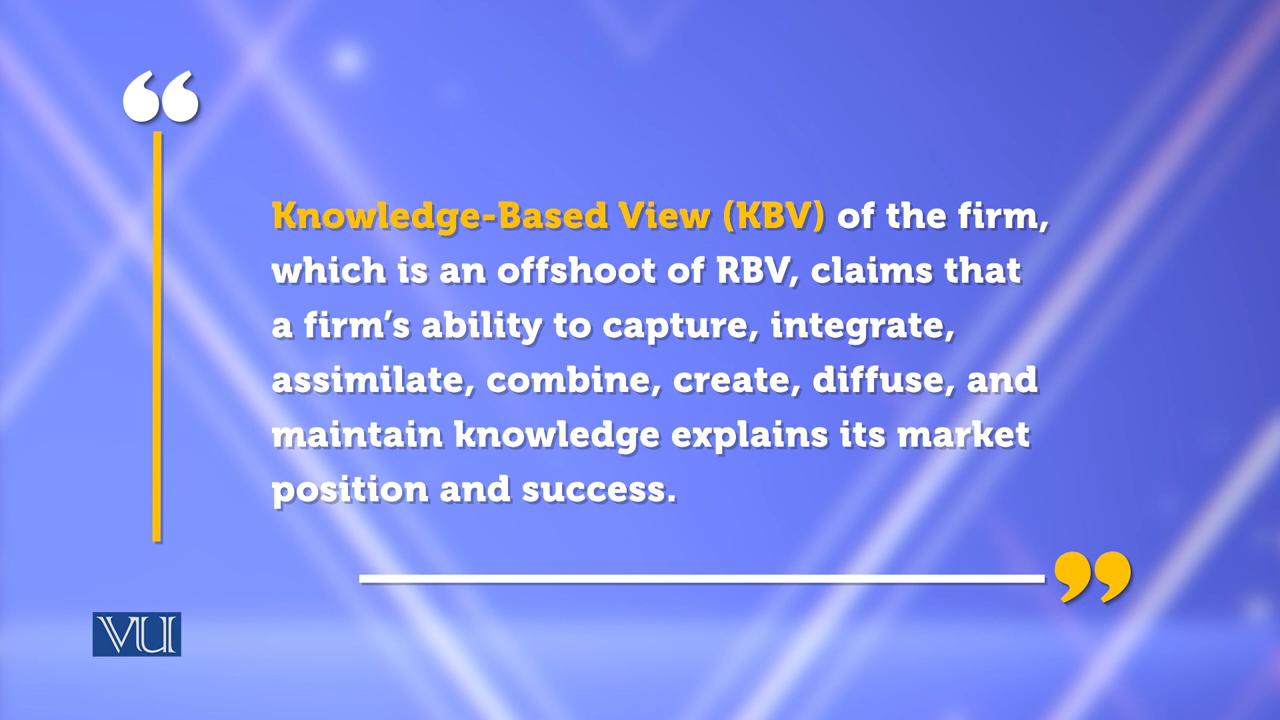 “
Knowledge-Based View (KBV) of the firm,
which is an offshoot of RBV, claims that
a firm’s ability to capture, integrate,
assimilate, combine, create, diffuse, and
maintain knowledge explains its market
position and success.
”
VU